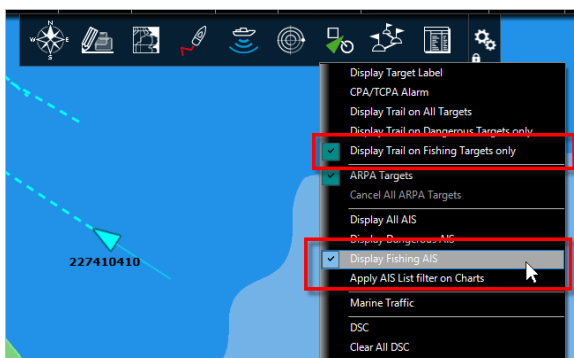 N
W E
S
Display Target Label
CPA/TCPA Alarm
Display Trail on All Targets
Display Trail on Dangerous Targets only
Display Trail on Fishing Targets only
ARPA Targets
Cancel All ARPA Targets
Display All AIS
Display Dangerous AIS
Display Fishing AIS
Apply AIS List filter on Charts
Marine Traffic
DSC
Clear All DSC
227410410